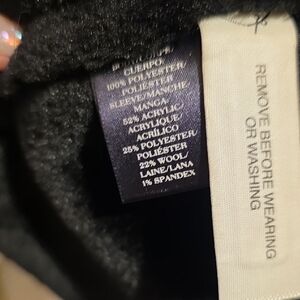 CUERPO:
100% POLYESTER/
POLIÉSTER
SLEEVE/MANCHE/
MANGA:
52% ACRYLIC/
ACRYLIQUE/
ACRÍLICO
25% POLYESTER/
POLIÉSTER
22% WOOL/
LAINE/LANA
1% SPANDEX
REMOVE BEFORE WEARING
OR WASHING